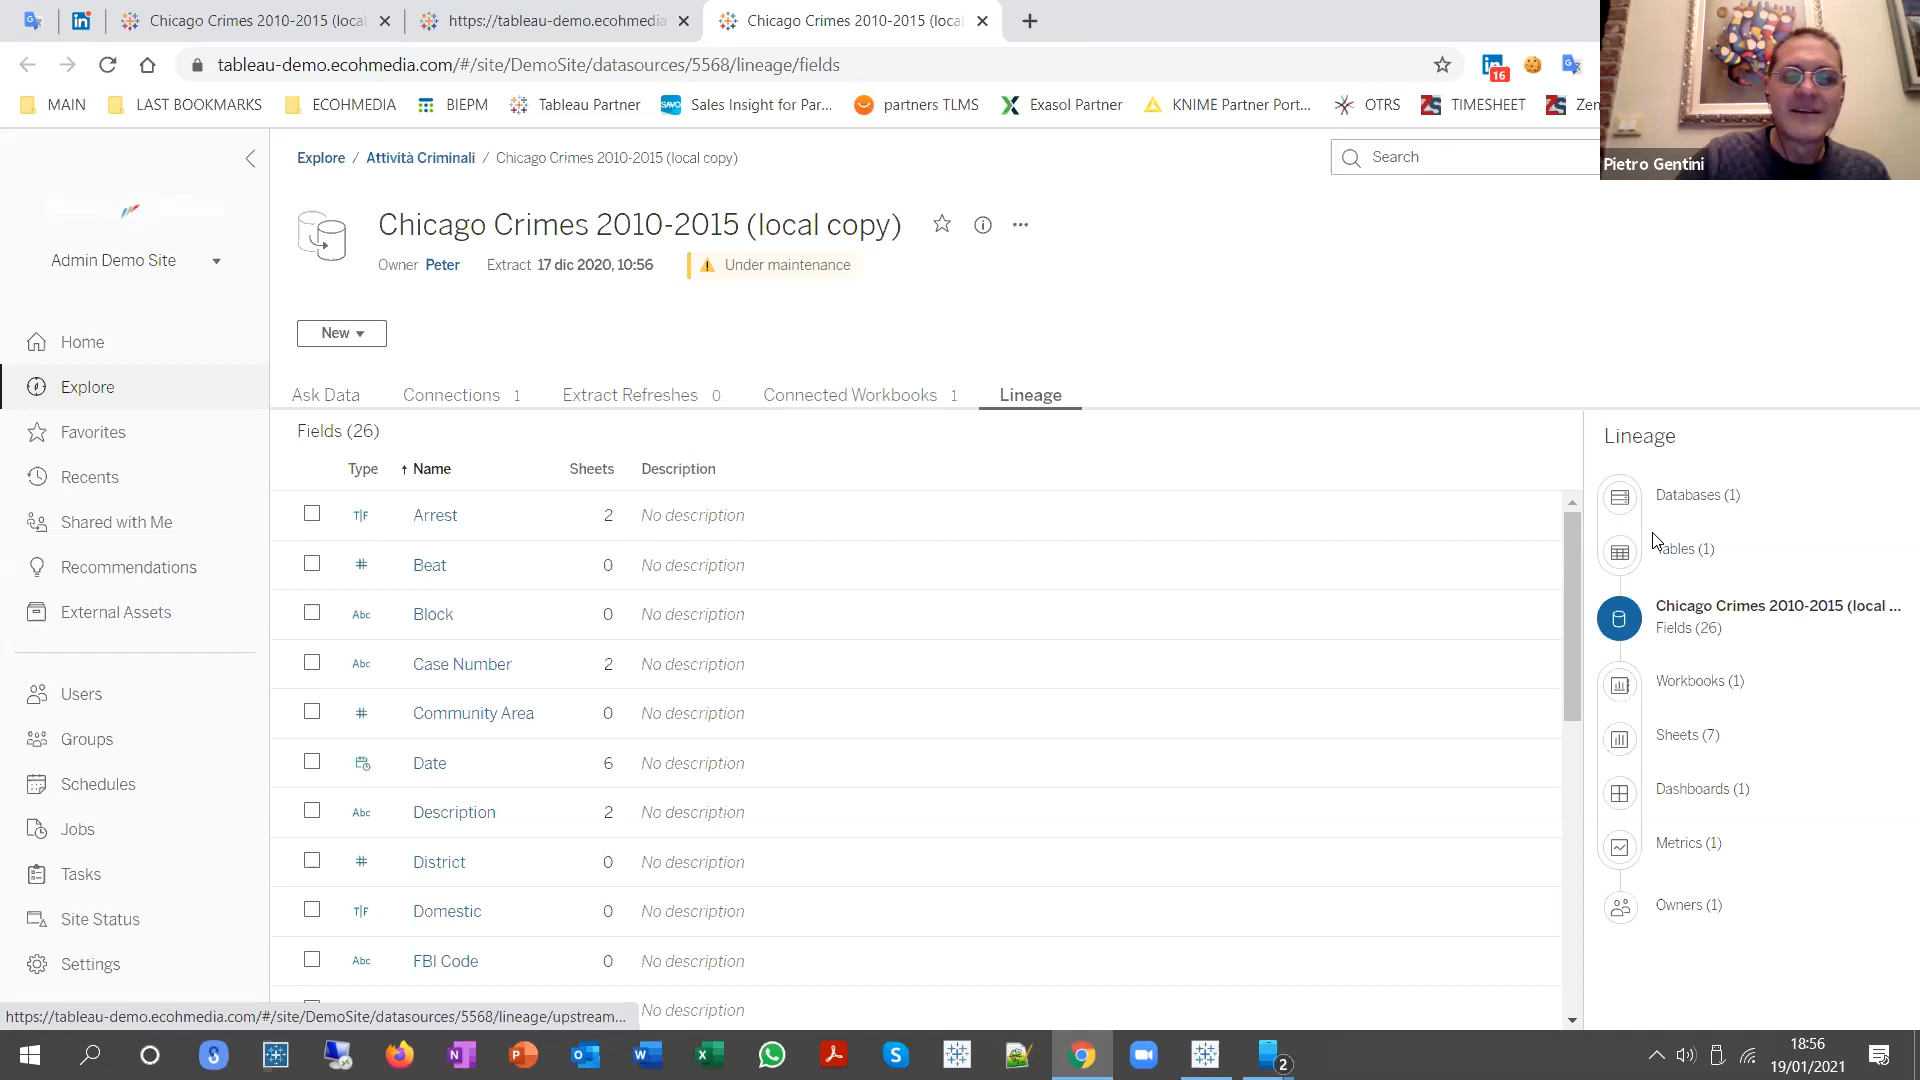 Chicago Crimes 2010-2015 (local
https://tableau-demo.ecohmedia
Chicago Crimes 2010-2015 (local
tableau-demo.ecohmedia.com/#/site/DemoSite/datasources/5568/lineage/fields
16
MAIN
LAST BOOKMARKS
ECOHMEDIA
BIEPM
Tableau Partner
Sales Insight for Par...
partners TLMS
Exasol Partner
KNIME Partner Port...
OTRS
TIMESHEET
Zen
Pietro Gentini
Explore / Attività Criminali / Chicago Crimes 2010-2015 (local copy)
Search
Chicago Crimes 2010-2015 (local copy)
Owner Peter Extract 17 dic 2020, 10:56 Under maintenance
New
Admin Demo Site
Home
Explore
Favorites
Recents
Shared with Me
Recommendations
External Assets
Users
Groups
Schedules
Jobs
Tasks
Site Status
Settings
Ask Data Connections 1 Extract Refreshes 0 Connected Workbooks 1 Lineage
Fields (26)
Type Name Sheets Description
T|F Arrest 2 No description
# Beat 0 No description
Abc Block 0 No description
Abc Case Number 2 No description
# Community Area 0 No description
Date 6 No description
Abc Description 2 No description
# District 0 No description
T|F Domestic 0 No description
Abc FBI Code 0 No description
No description
Lineage
Databases (1)
Tables (1)
Chicago Crimes 2010-2015 (local ...
Fields (26)
Workbooks (1)
Sheets (7)
Dashboards (1)
Metrics (1)
Owners (1)
https://tableau-demo.ecohmedia.com/#/site/DemoSite/datasources/5568/lineage/upstream...
2
18:56
19/01/2021